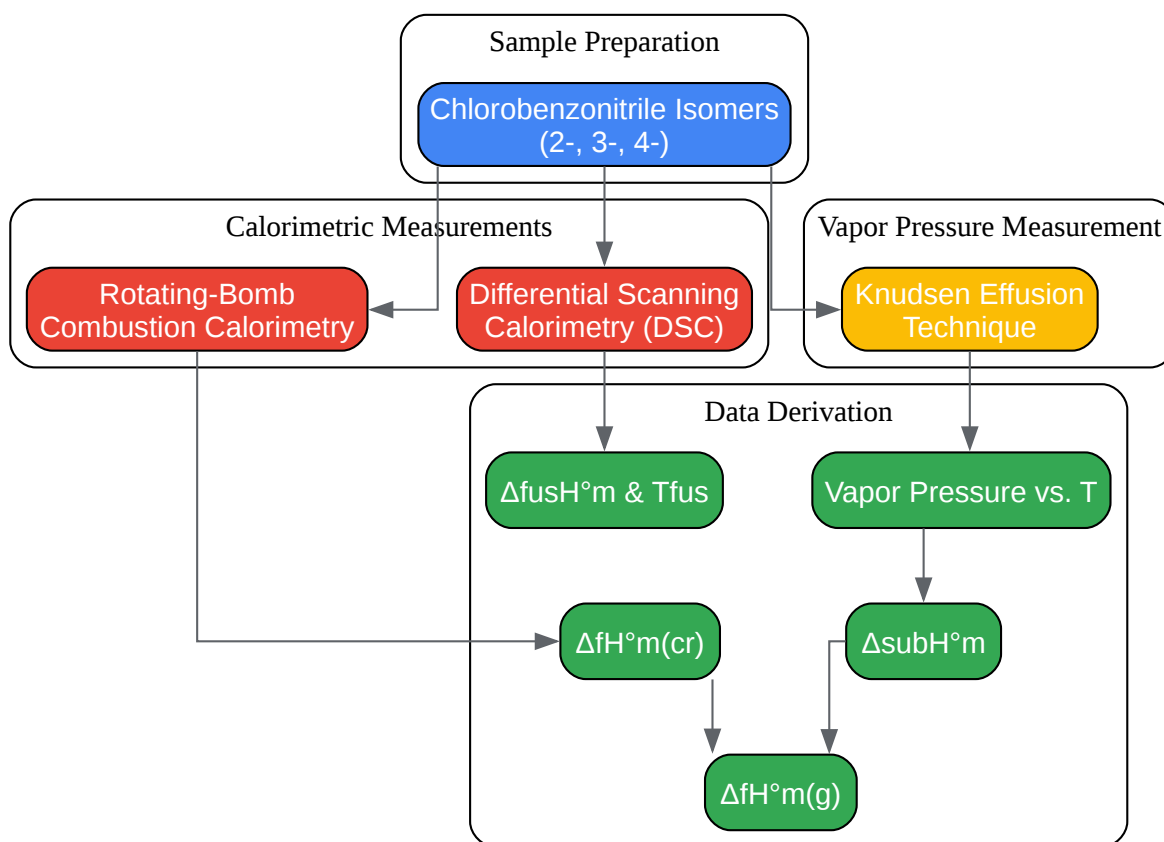 Sample Preparation
Chlorobenzonitrile Isomers
(2-, 3-, 4-)
Calorimetric Measurements
Vapor Pressure Measurement
Rotating-Bomb
Combustion Calorimetry
Differential Scanning
Calorimetry (DSC)
Knudsen Effusion
Technique
Data Derivation
ΔfusH°m & Tfus
Vapor Pressure vs. T
ΔfH°m(cr)
ΔsubH°m
ΔfH°m(g)